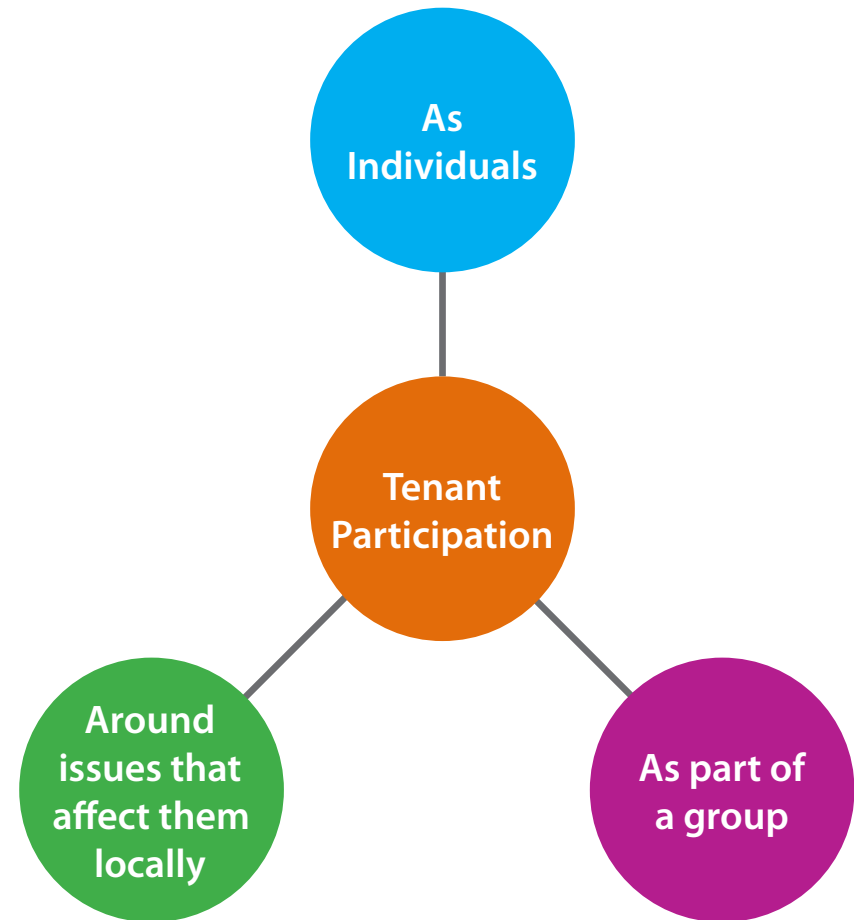 As
Individuals
Tenant
Participation
Around
issues that
affect them
locally
As part of
a group